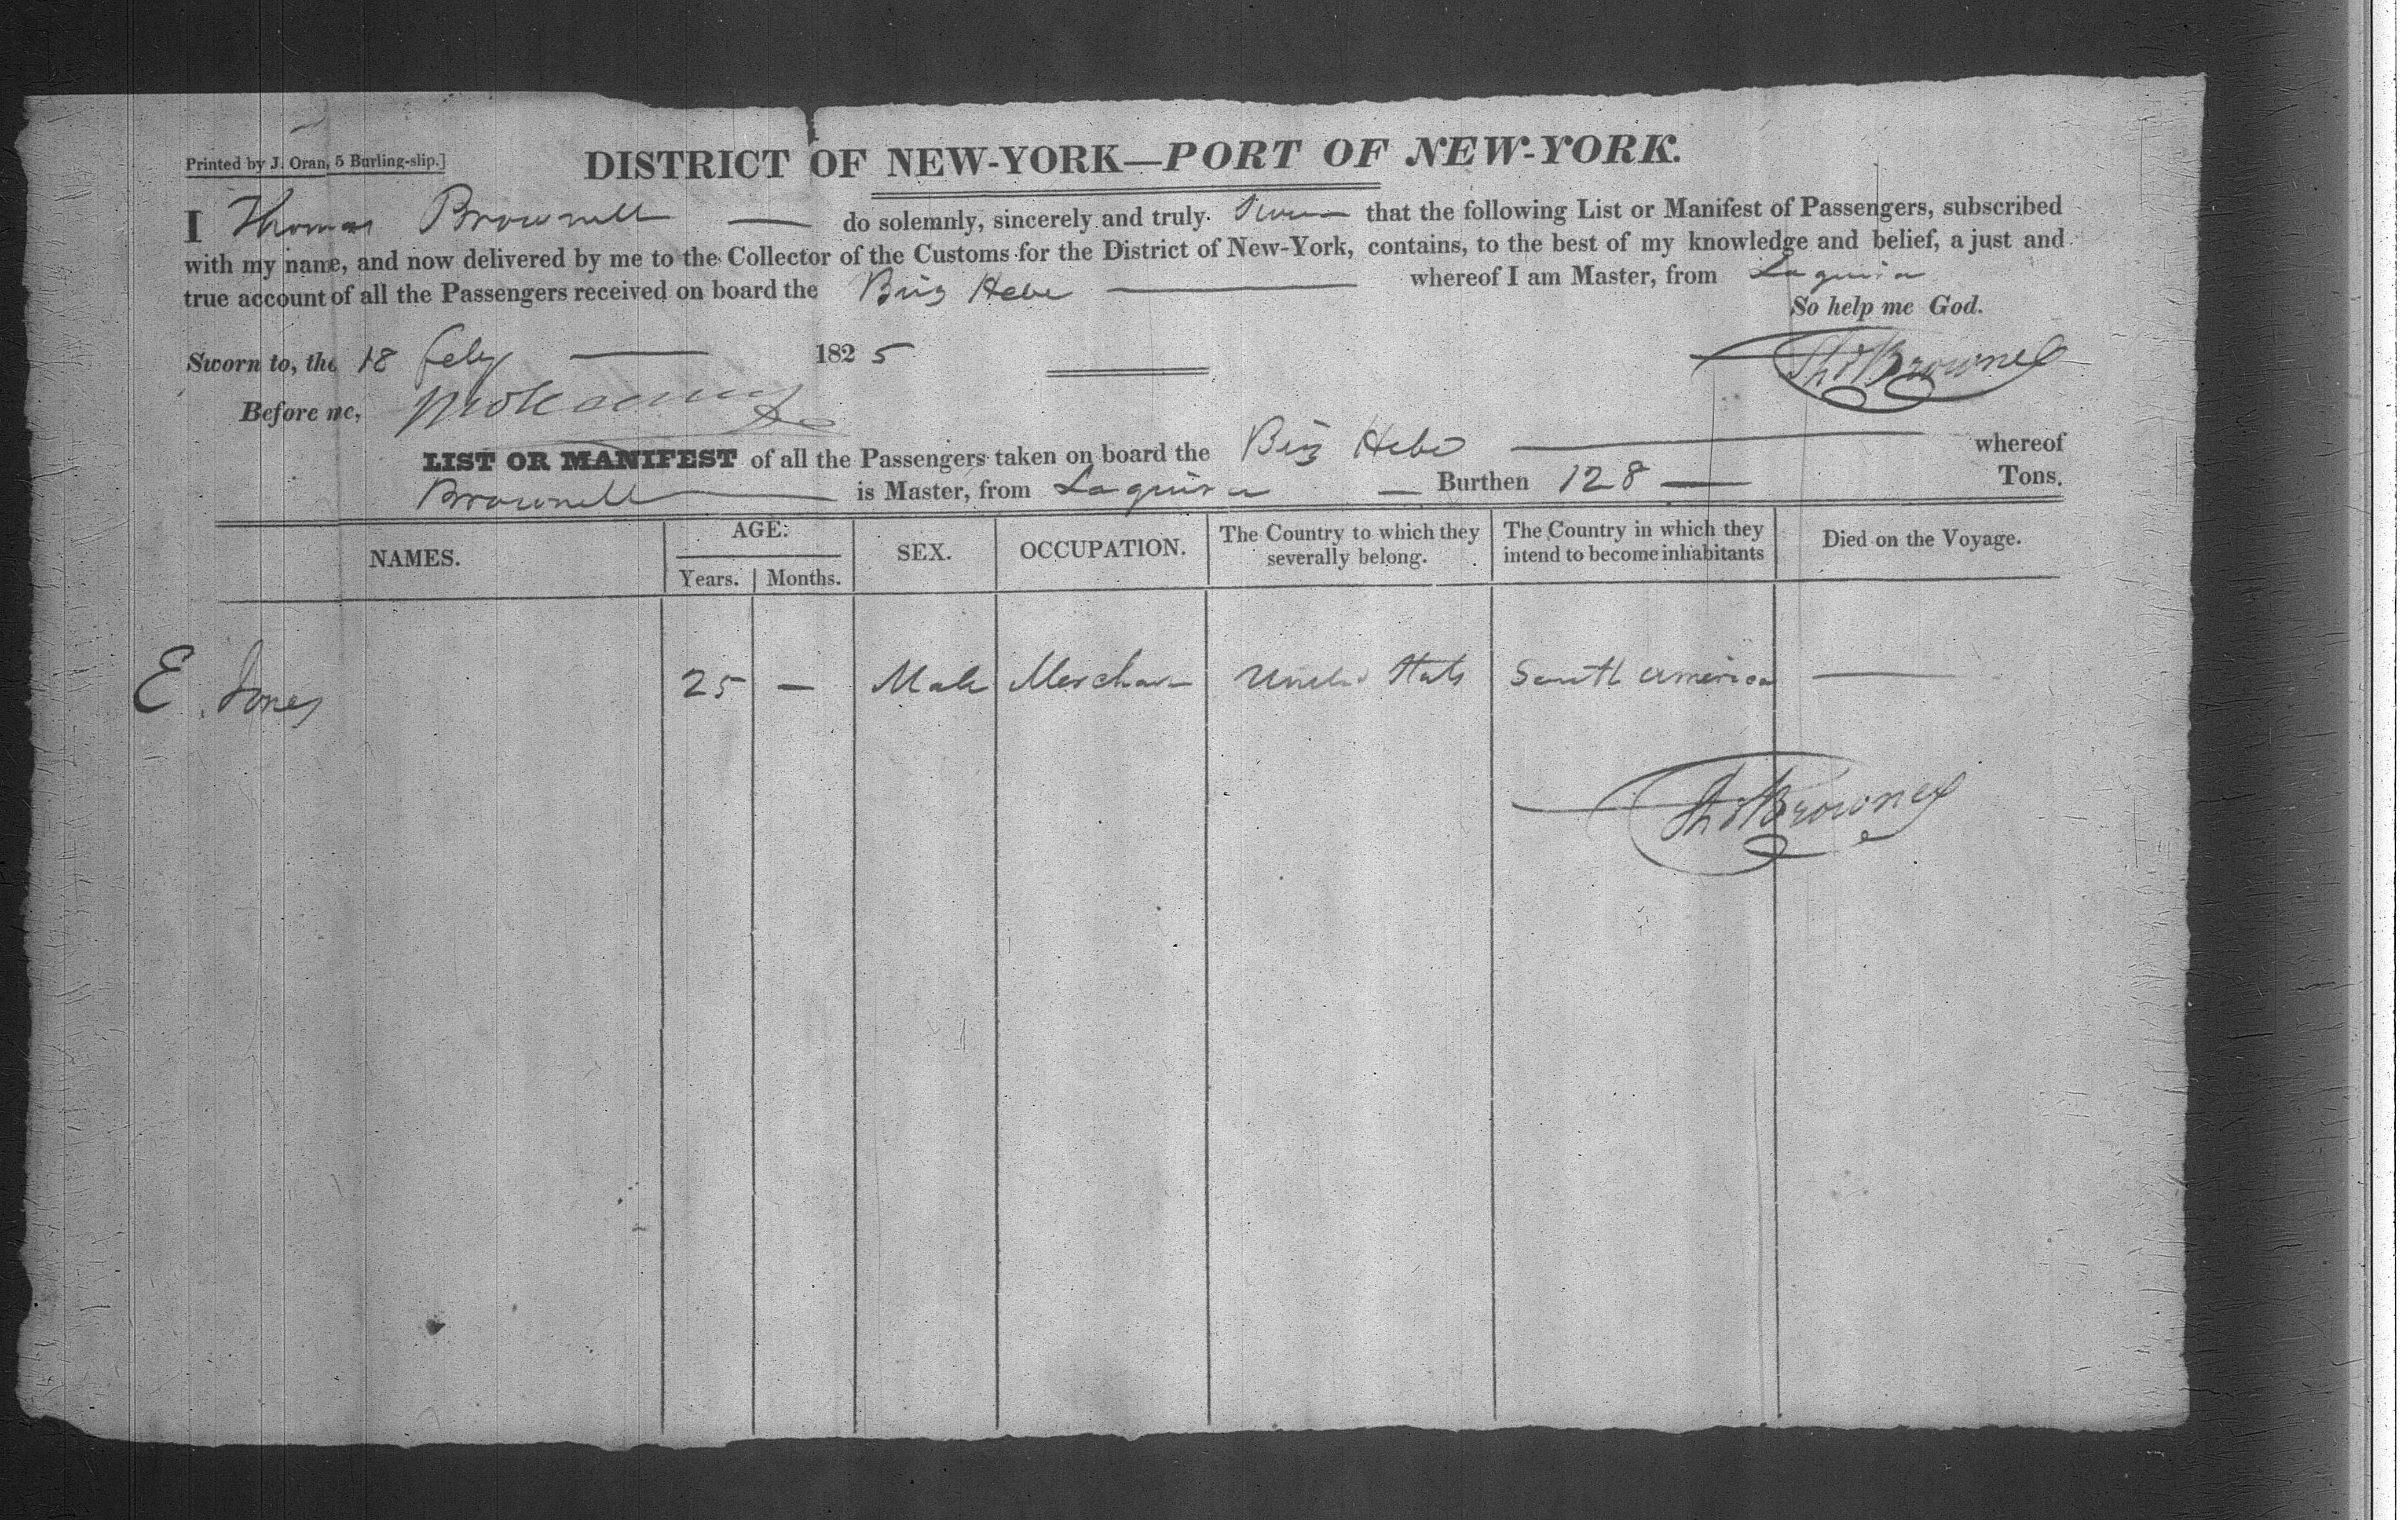 Printed by J. Oran, 5 Burling-slip.]
DISTRICT OF NEW-YORK—PORT OF NEW-YORK.
I Thomas Brownell — do solemnly, sincerely and truly Swear that the following List or Manifest of Passengers, subscribed
with my name, and now delivered by me to the Collector of the Customs for the District of New-York, contains, to the best of my knowledge and belief, a just and
true account of all the Passengers received on board the Brig Hebe — whereof I am Master, from Laguira
So help me God.
Sworn to, the 18 Feby — 1825
Thos Brownell
Before me,
LIST OR MANIFEST of all the Passengers taken on board the Brig Hebe — whereof
Brownell — is Master, from Laguira — Burthen 128 — Tons.
NAMES. AGE. SEX. OCCUPATION. The Country to which they severally belong. The Country in which they intend to become inhabitants Died on the Voyage.
Years. Months.
E. Jones 25 — Male Merchan United States South America —
Thos Brownell